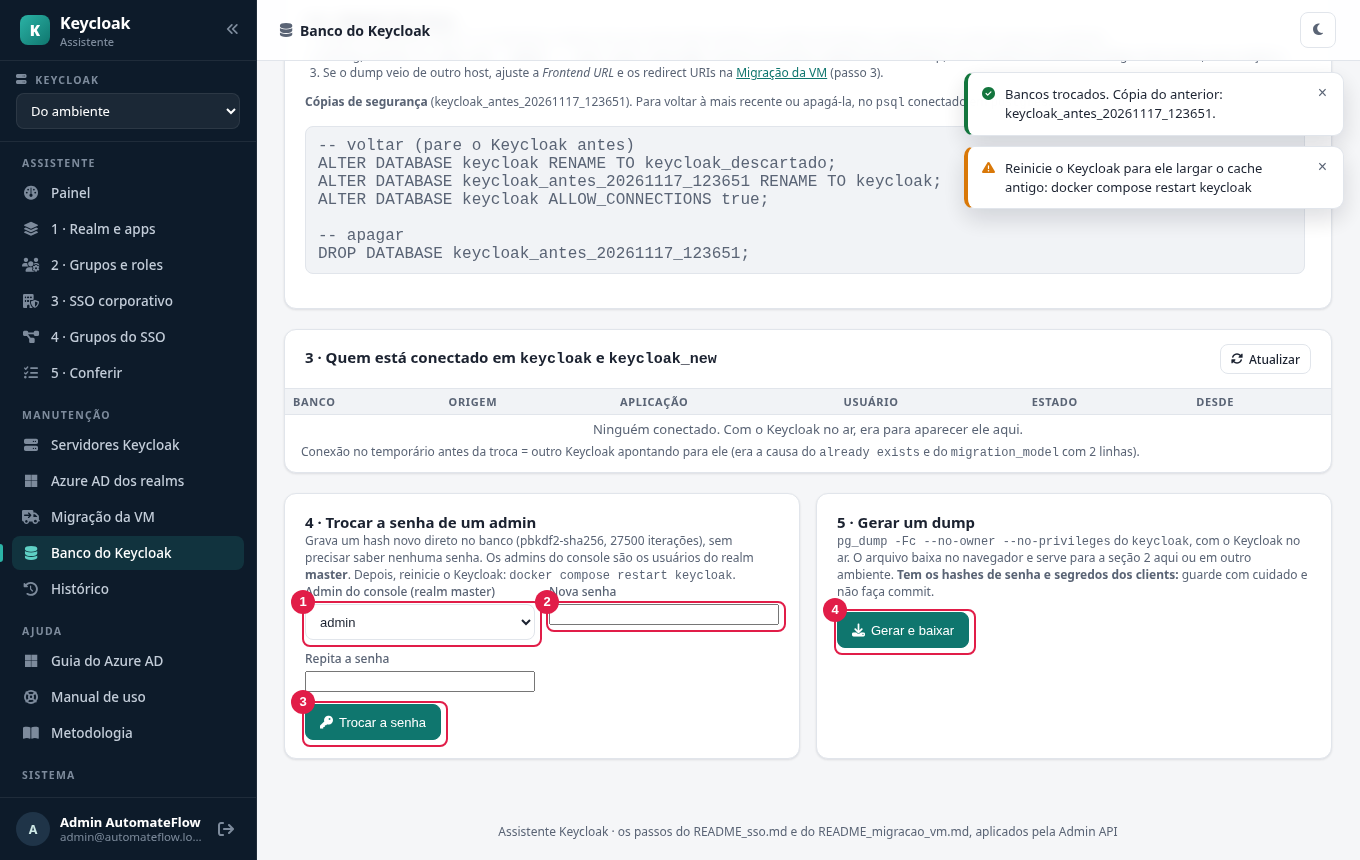 K
Keycloak
Assistente
KEYCLOAK
Do ambiente
ASSISTENTE
Painel
1 · Realm e apps
2 · Grupos e roles
3 · SSO corporativo
4 · Grupos do SSO
5 · Conferir
MANUTENÇÃO
Servidores Keycloak
Azure AD dos realms
Migração da VM
Banco do Keycloak
Histórico
AJUDA
Guia do Azure AD
Manual de uso
Metodologia
SISTEMA
A
Admin AutomateFlow
admin@automateflow.lo...
Banco do Keycloak
3. Se o dump veio de outro host, ajuste a Frontend URL e os redirect URIs na Migração da VM (passo 3).
Cópias de segurança (keycloak_antes_20261117_123651). Para voltar à mais recente ou apagá-la, no psql conectado
-- voltar (pare o Keycloak antes)
ALTER DATABASE keycloak RENAME TO keycloak_descartado;
ALTER DATABASE keycloak_antes_20261117_123651 RENAME TO keycloak;
ALTER DATABASE keycloak ALLOW_CONNECTIONS true;
-- apagar
DROP DATABASE keycloak_antes_20261117_123651;
Bancos trocados. Cópia do anterior:
keycloak_antes_20261117_123651.
Reinicie o Keycloak para ele largar o cache
antigo: docker compose restart keycloak
3 · Quem está conectado em keycloak e keycloak_new
Atualizar
BANCO ORIGEM APLICAÇÃO USUÁRIO ESTADO DESDE
Ninguém conectado. Com o Keycloak no ar, era para aparecer ele aqui.
Conexão no temporário antes da troca = outro Keycloak apontando para ele (era a causa do already exists e do migration_model com 2 linhas).
4 · Trocar a senha de um admin
Grava um hash novo direto no banco (pbkdf2-sha256, 27500 iterações), sem
precisar saber nenhuma senha. Os admins do console são os usuários do realm
master. Depois, reinicie o Keycloak: docker compose restart keycloak.
Admin do console (realm master)
Nova senha
1
admin
2
Repita a senha
3
Trocar a senha
5 · Gerar um dump
pg_dump -Fc --no-owner --no-privileges do keycloak, com o Keycloak no
ar. O arquivo baixa no navegador e serve para a seção 2 aqui ou em outro
ambiente. Tem os hashes de senha e segredos dos clients: guarde com cuidado e
não faça commit.
4
Gerar e baixar
Assistente Keycloak · os passos do README_sso.md e do README_migracao_vm.md, aplicados pela Admin API